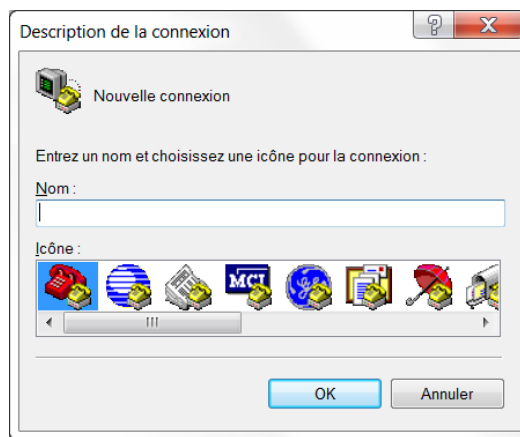 Description de la connexion
Nouvelle connexion
Entrez un nom et choisissez une icône pour la connexion :
Nom :
Icône :
MCI
OK
Annuler